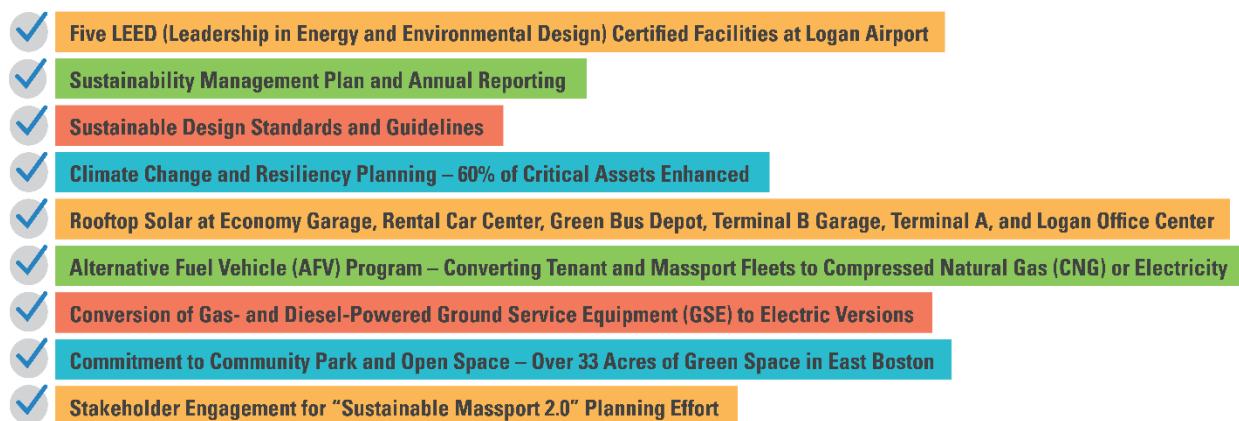 Five LEED (Leadership in Energy and Environmental Design) Certified Facilities at Logan Airport
Sustainability Management Plan and Annual Reporting
Sustainable Design Standards and Guidelines
Climate Change and Resiliency Planning – 60% of Critical Assets Enhanced
Rooftop Solar at Economy Garage, Rental Car Center, Green Bus Depot, Terminal B Garage, Terminal A, and Logan Office Center
Alternative Fuel Vehicle (AFV) Program – Converting Tenant and Massport Fleets to Compressed Natural Gas (CNG) or Electricity
Conversion of Gas- and Diesel-Powered Ground Service Equipment (GSE) to Electric Versions
Commitment to Community Park and Open Space – Over 33 Acres of Green Space in East Boston
Stakeholder Engagement for “Sustainable Massport 2.0” Planning Effort